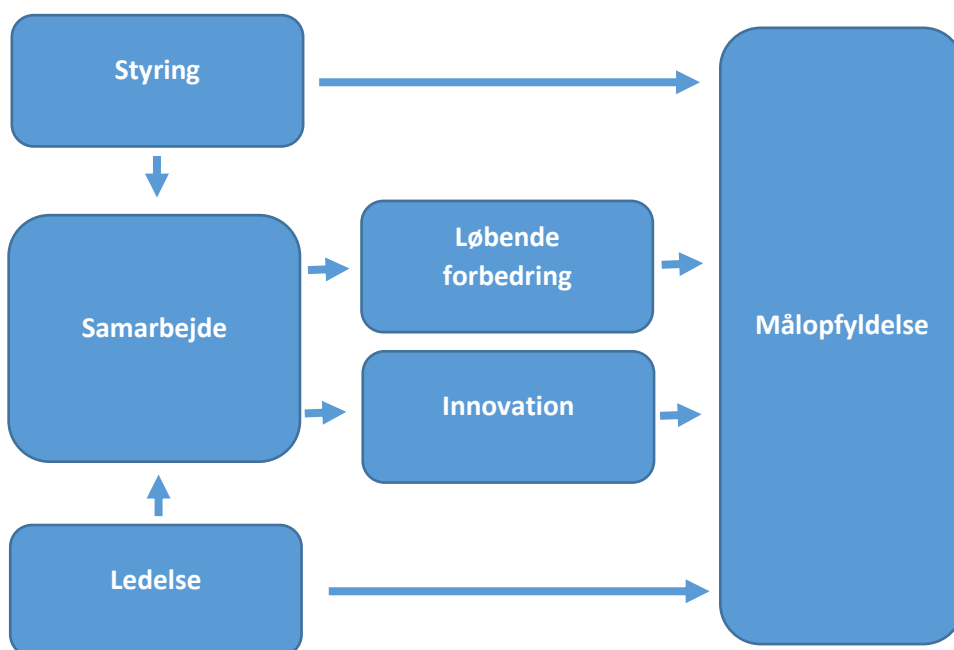 Styring
Samarbejde
Løbende
forbedring
Innovation
Målopfyldelse
Ledelse